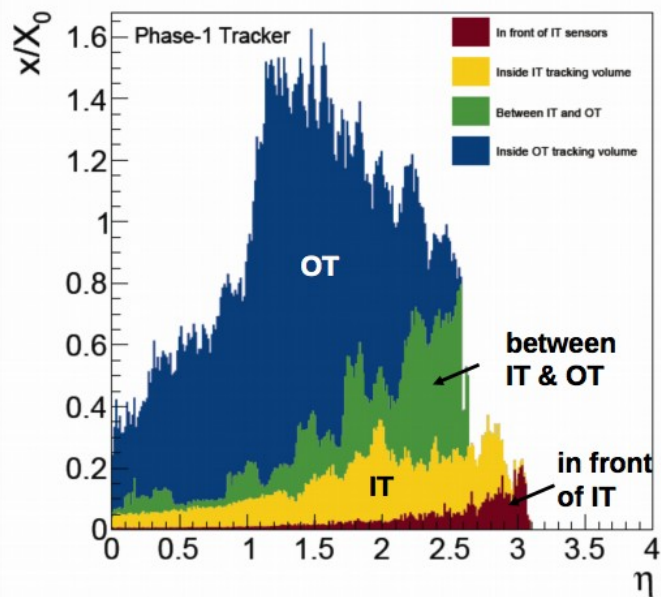 x/X0
Phase-1 Tracker
In front of IT sensors
Inside IT tracking volume
Between IT and OT
Inside OT tracking volume
1.6
1.4
1.2
1
0.8
0.6
0.4
0.2
0
OT
between
IT & OT
IT
in front
of IT
0 0.5 1 1.5 2 2.5 3 3.5 4
η